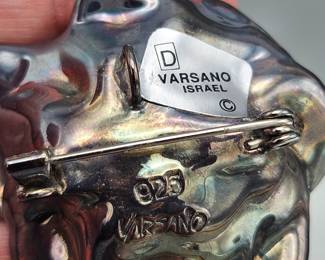 D
VARSANO
ISRAEL
©
925
VARSANO